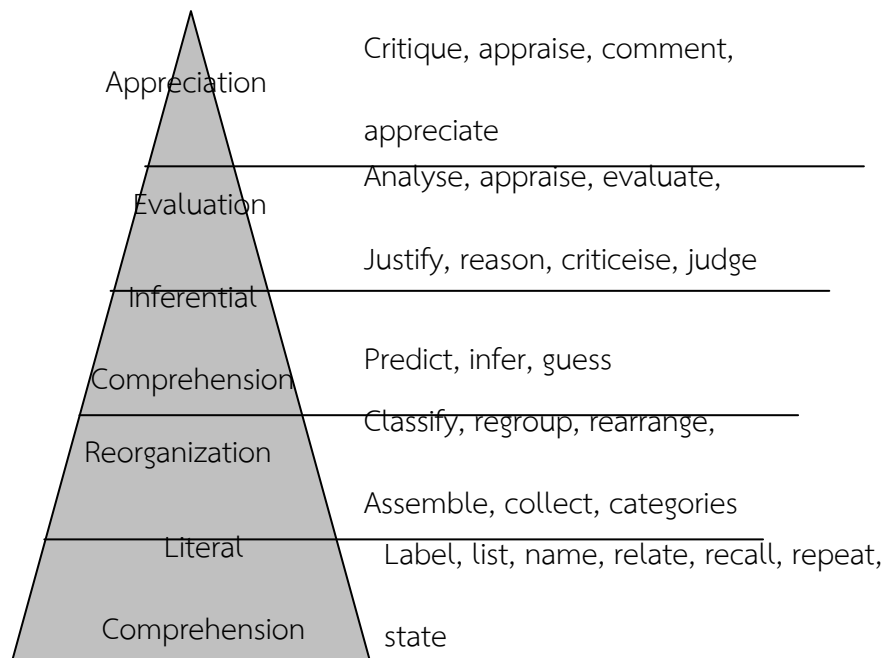 Appreciation
Critique, appraise, comment,
appreciate
Evaluation
Analyse, appraise, evaluate,
Justify, reason, criticeise, judge
Inferential
Comprehension
Predict, infer, guess
Reorganization
Classify, regroup, rearrange,
Assemble, collect, categories
Literal
Comprehension
Label, list, name, relate, recall, repeat,
state